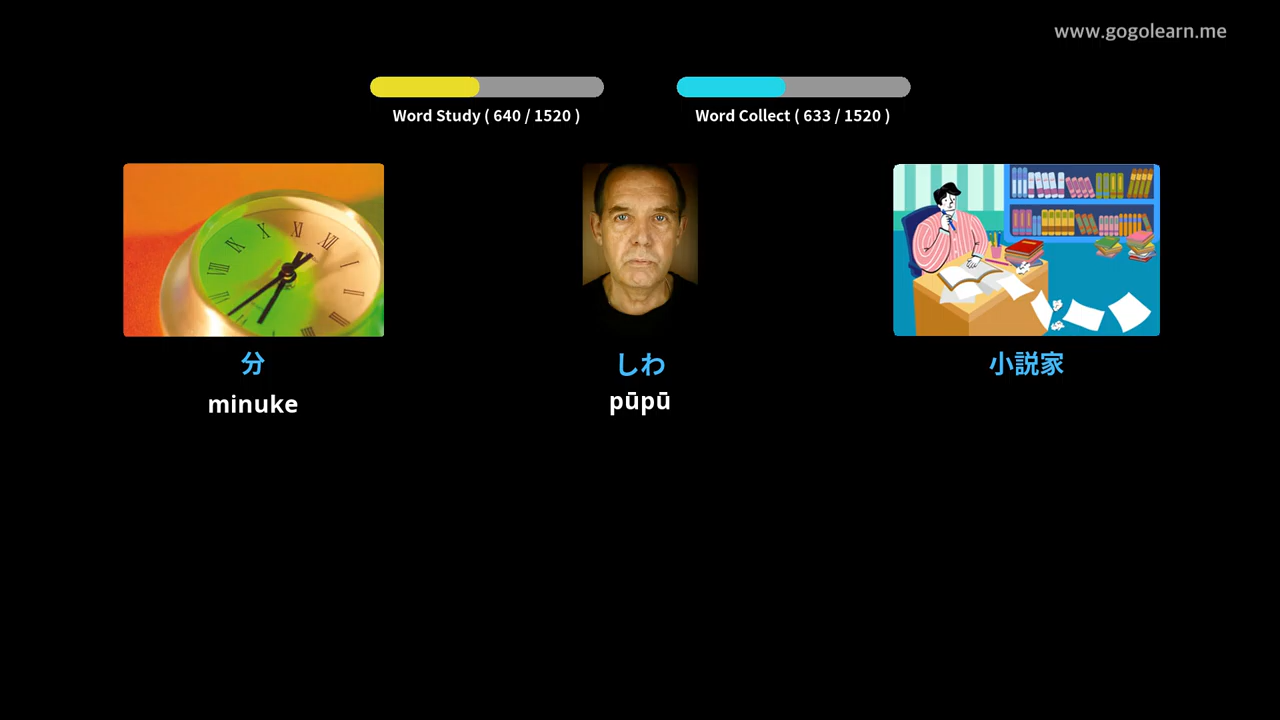 www.gogolearn.me
Word Study ( 640 / 1520 )
Word Collect ( 633 / 1520 )
分
しわ
小説家
minuke
pūpū